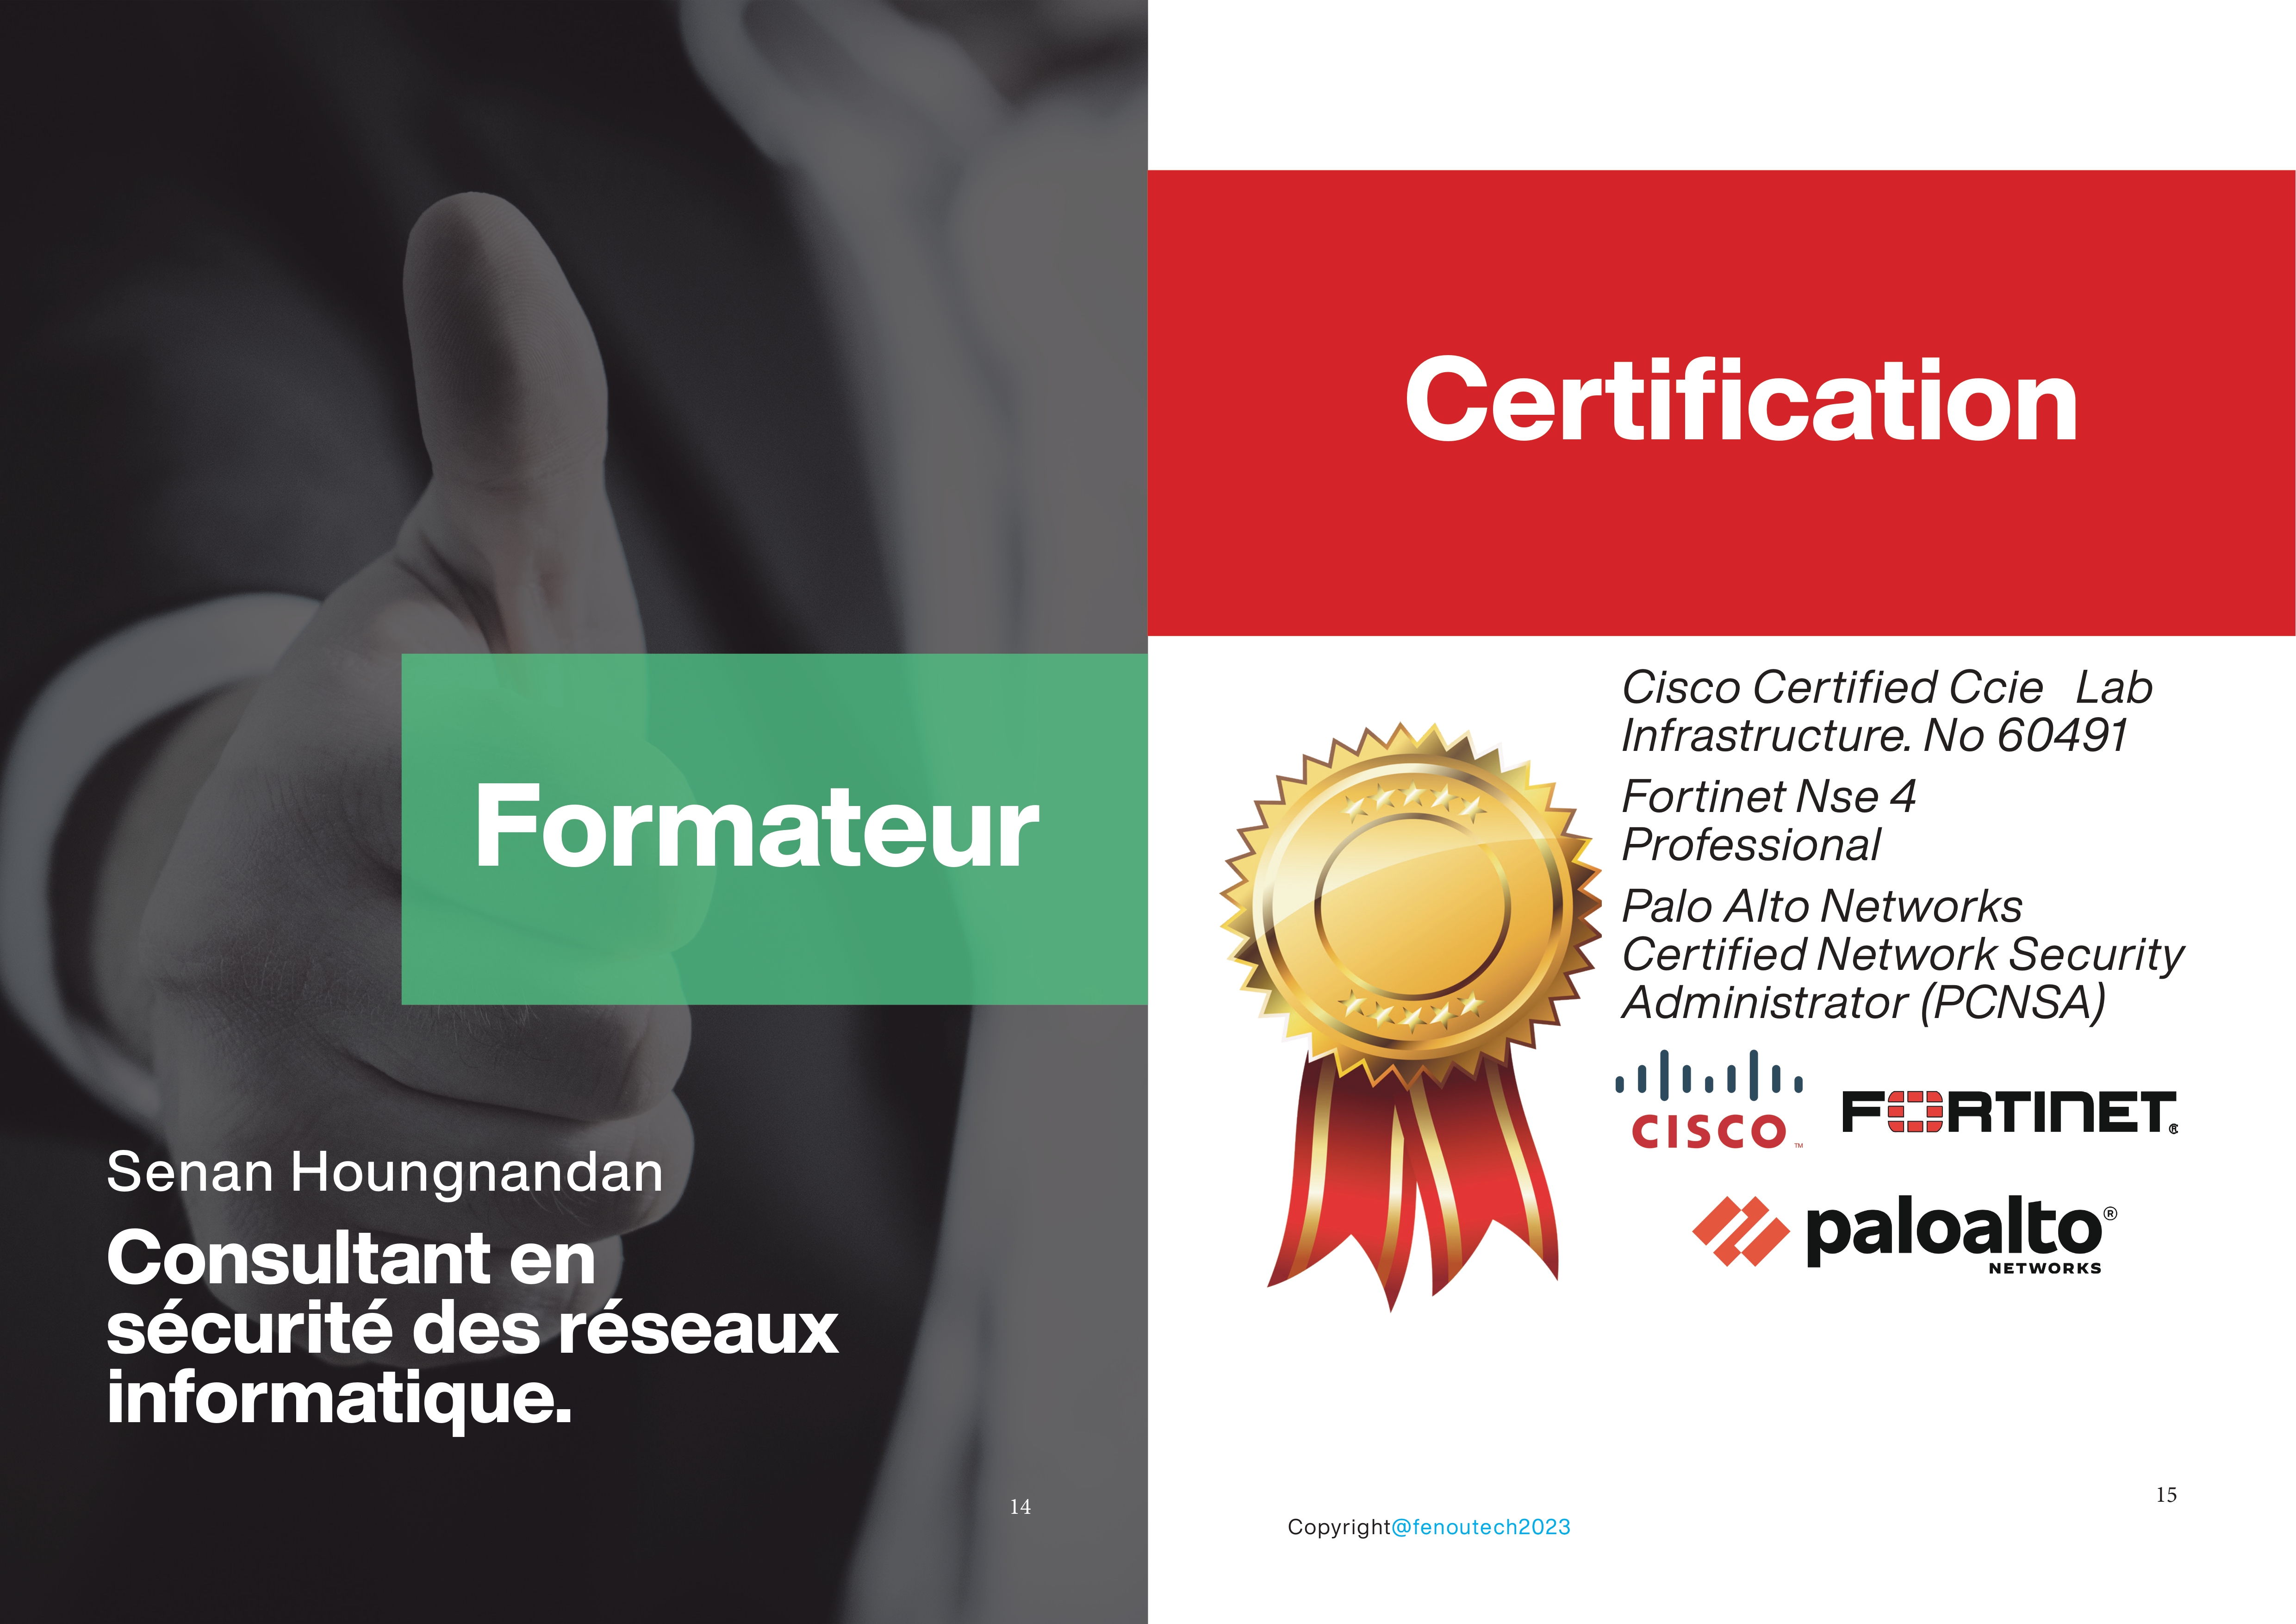 Formateur
Senan Houngnandan
Consultant en
sécurité des réseaux
informatique.
14
Certification
Cisco Certified Ccie Lab
Infrastructure. No 60491
Fortinet Nse 4
Professional
Palo Alto Networks
Certified Network Security
Administrator (PCNSA)
CISCO™
FORTINET®
paloalto®
NETWORKS
15
Copyright@fenoutech2023